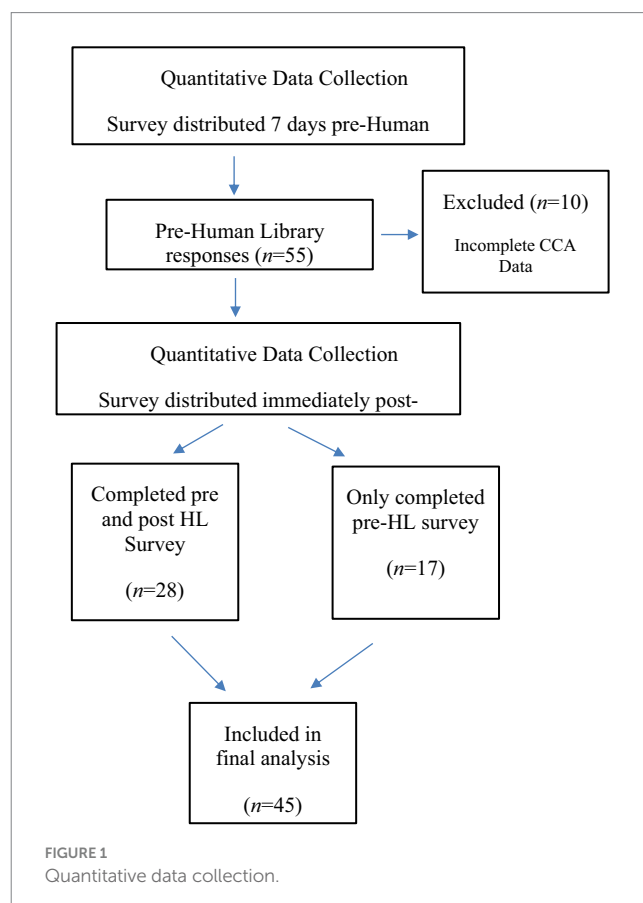 Quantitative Data Collection
Survey distributed 7 days pre-Human
Pre-Human Library
responses (n=55)
Excluded (n=10)
Incomplete CCA
Data
Quantitative Data Collection
Survey distributed immediately post-
Completed pre
and post HL
Survey
(n=28)
Only completed
pre-HL survey
(n=17)
Included in
final analysis
(n=45)
FIGURE 1
Quantitative data collection.